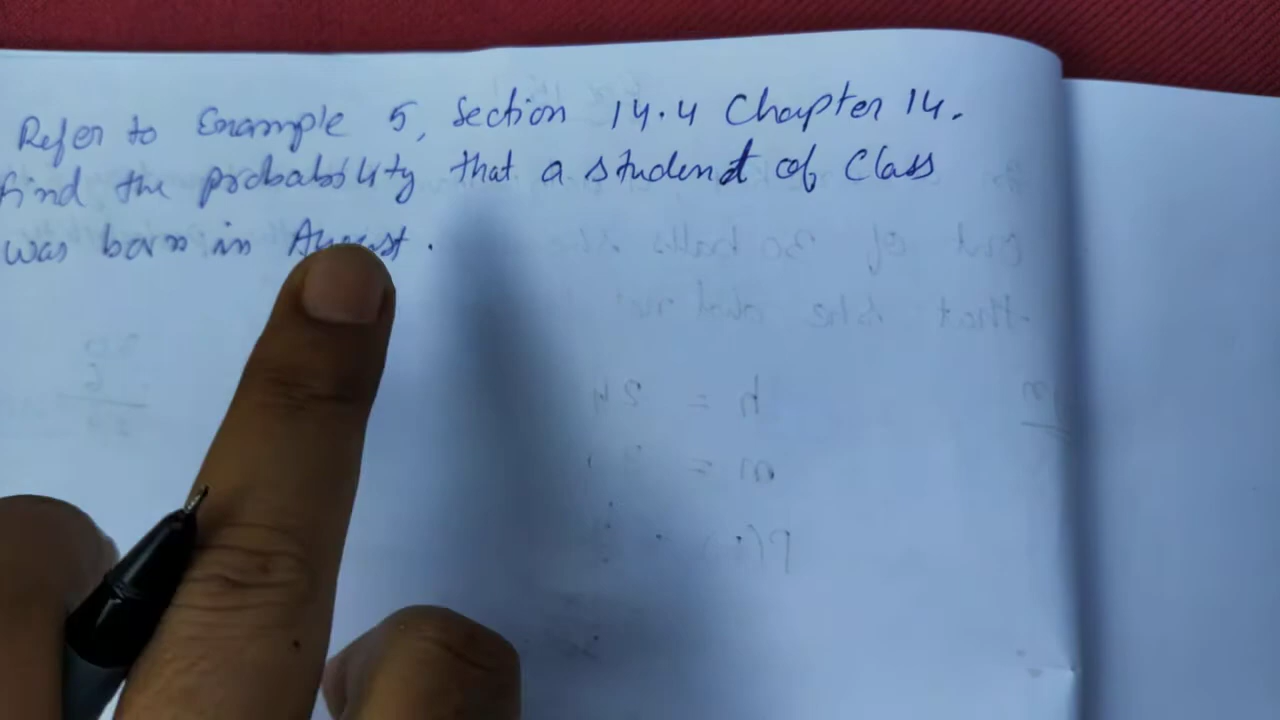 Refer to Example 5, Section 14.4 Chapter 14.
find the probability that a student of Class
was born in August.